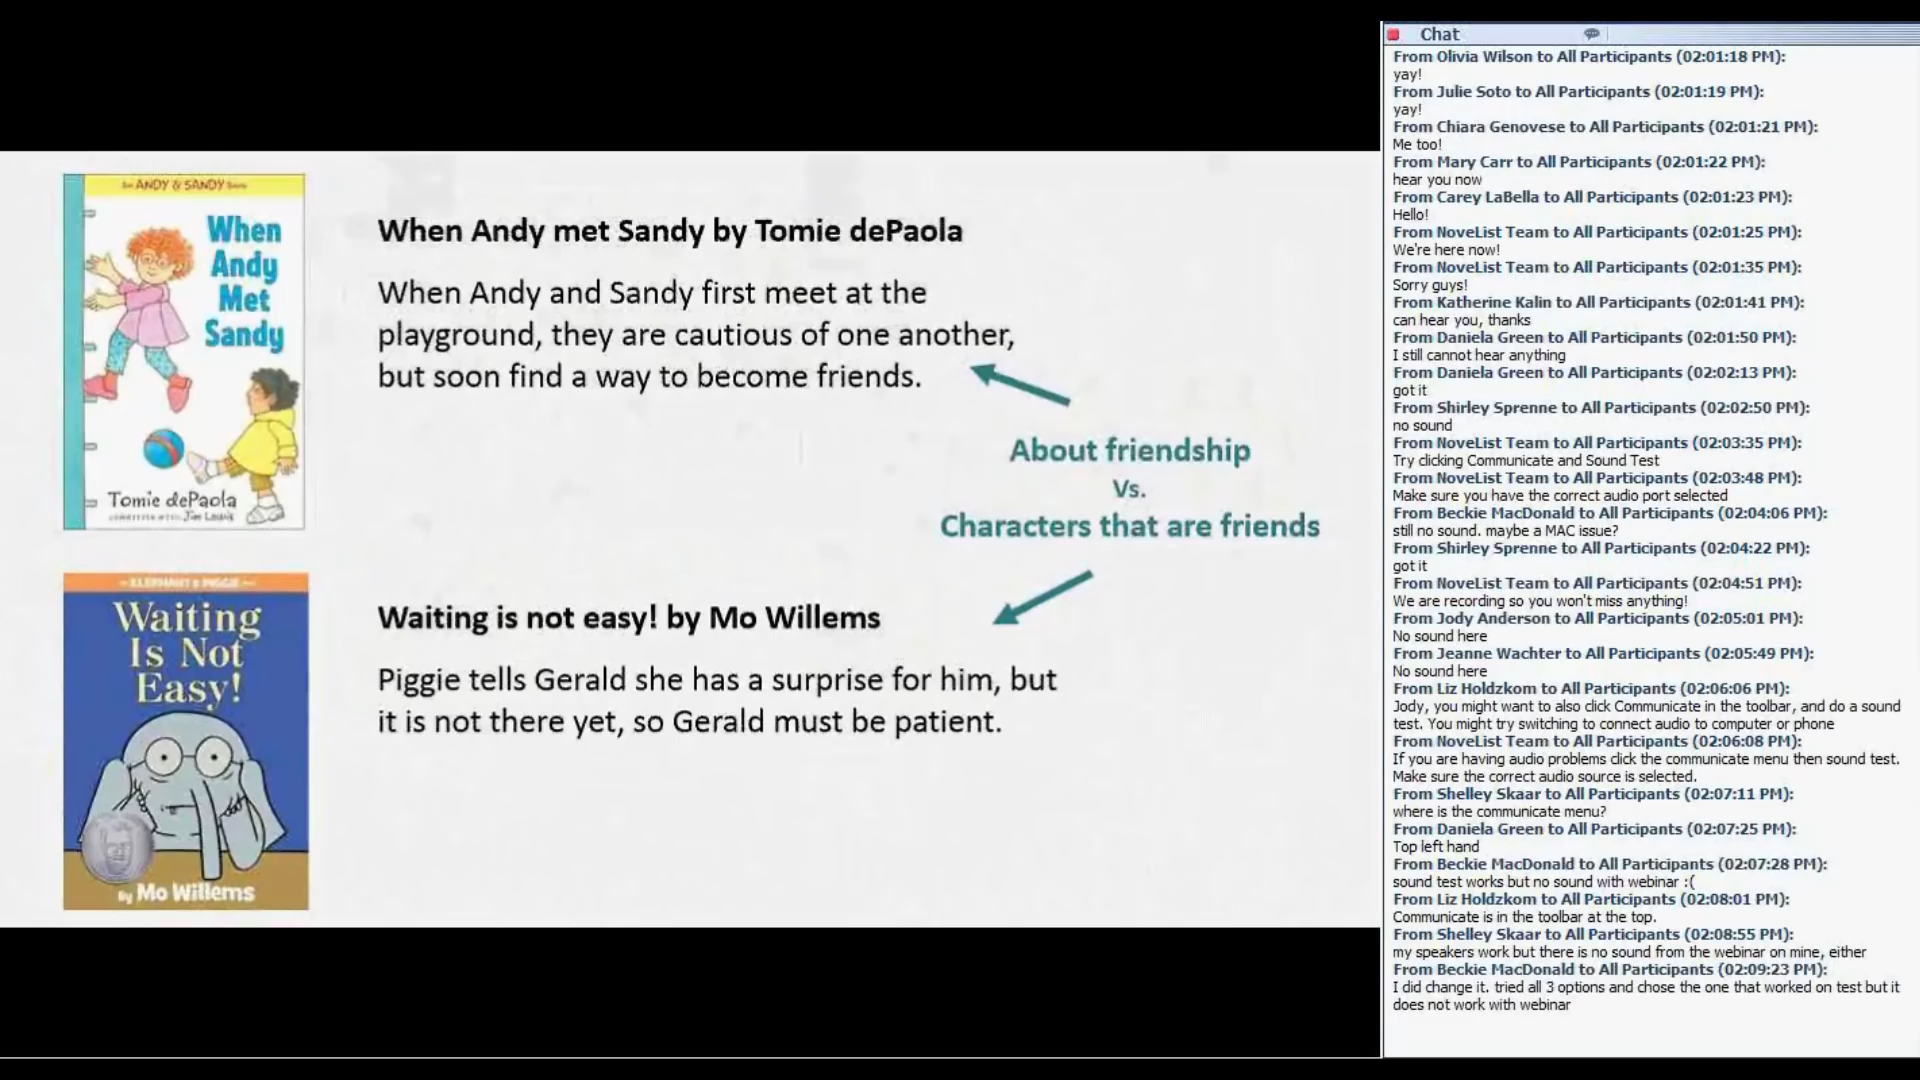 ANDY & SANDY
When
Andy
Met
Sandy
Tomie dePaola
When Andy met Sandy by Tomie dePaola
When Andy and Sandy first meet at the
playground, they are cautious of one another,
but soon find a way to become friends.
About friendship
Vs.
Characters that are friends
ELEPHANT & PIGGIE
Waiting
Is Not
Easy!
By Mo Willems
Waiting is not easy! by Mo Willems
Piggie tells Gerald she has a surprise for him, but
it is not there yet, so Gerald must be patient.
Chat
From Olivia Wilson to All Participants (02:01:18 PM):
yay!
From Julie Soto to All Participants (02:01:19 PM):
yay!
From Chiara Genovese to All Participants (02:01:21 PM):
Me too!
From Mary Carr to All Participants (02:01:22 PM):
hear you now
From Carey LaBella to All Participants (02:01:23 PM):
Hello!
From NoveList Team to All Participants (02:01:25 PM):
We're here now!
From NoveList Team to All Participants (02:01:35 PM):
Sorry guys!
From Katherine Kalin to All Participants (02:01:41 PM):
can hear you, thanks
From Daniela Green to All Participants (02:01:50 PM):
I still cannot hear anything
From Daniela Green to All Participants (02:02:13 PM):
got it
From Shirley Sprenne to All Participants (02:02:50 PM):
no sound
From NoveList Team to All Participants (02:03:35 PM):
Try clicking Communicate and Sound Test
From NoveList Team to All Participants (02:03:48 PM):
Make sure you have the correct audio port selected
From Beckie MacDonald to All Participants (02:04:06 PM):
still no sound. maybe a MAC issue?
From Shirley Sprenne to All Participants (02:04:22 PM):
got it
From NoveList Team to All Participants (02:04:51 PM):
We are recording so you won't miss anything!
From Jody Anderson to All Participants (02:05:01 PM):
No sound here
From Jeanne Wachter to All Participants (02:05:49 PM):
No sound here
From Liz Holdzkom to All Participants (02:06:06 PM):
Jody, you might want to also click Communicate in the toolbar, and do a sound
test. You might try switching to connect audio to computer or phone
From NoveList Team to All Participants (02:06:08 PM):
If you are having audio problems click the communicate menu then sound test.
Make sure the correct audio source is selected.
From Shelley Skaar to All Participants (02:07:11 PM):
where is the communicate menu?
From Daniela Green to All Participants (02:07:25 PM):
Top left hand
From Beckie MacDonald to All Participants (02:07:28 PM):
sound test works but no sound with webinar :(
From Liz Holdzkom to All Participants (02:08:01 PM):
Communicate is in the toolbar at the top.
From Shelley Skaar to All Participants (02:08:55 PM):
my speakers work but there is no sound from the webinar on mine, either
From Beckie MacDonald to All Participants (02:09:23 PM):
I did change it. tried all 3 options and chose the one that worked on test but it
does not work with webinar